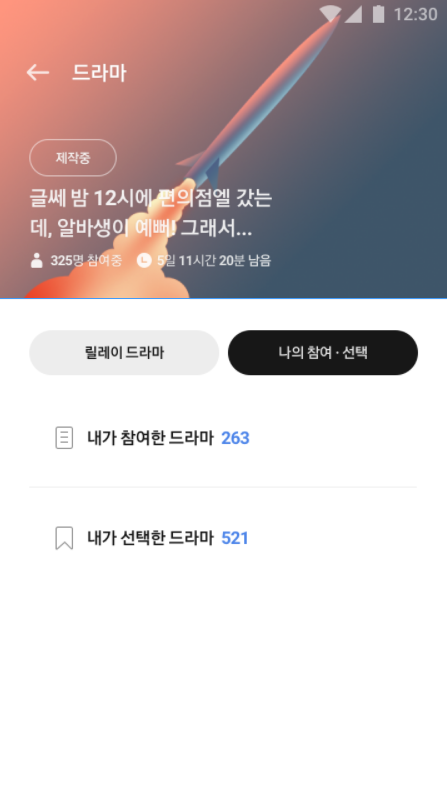 12:30
드라마
제작중
글쎄 밤 12시에 편의점엘 갔는
데, 알바생이 예뻐! 그래서...
325명 참여중 5일 11시간 20분 남음
릴레이 드라마 나의 참여 · 선택
내가 참여한 드라마 263
내가 선택한 드라마 521